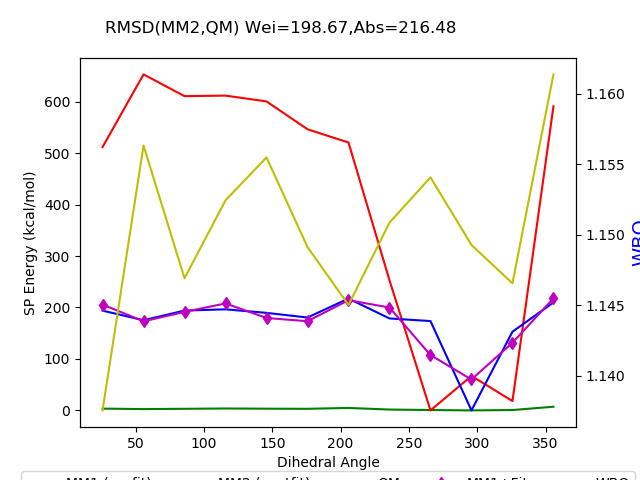 RMSD(MM2,QM) Wei=198.67,Abs=216.48
SP Energy (kcal/mol)
600
500
400
300
200
100
0
1.160
1.155
1.150
1.145
1.140
WBO
50 100 150 200 250 300 350
Dihedral Angle